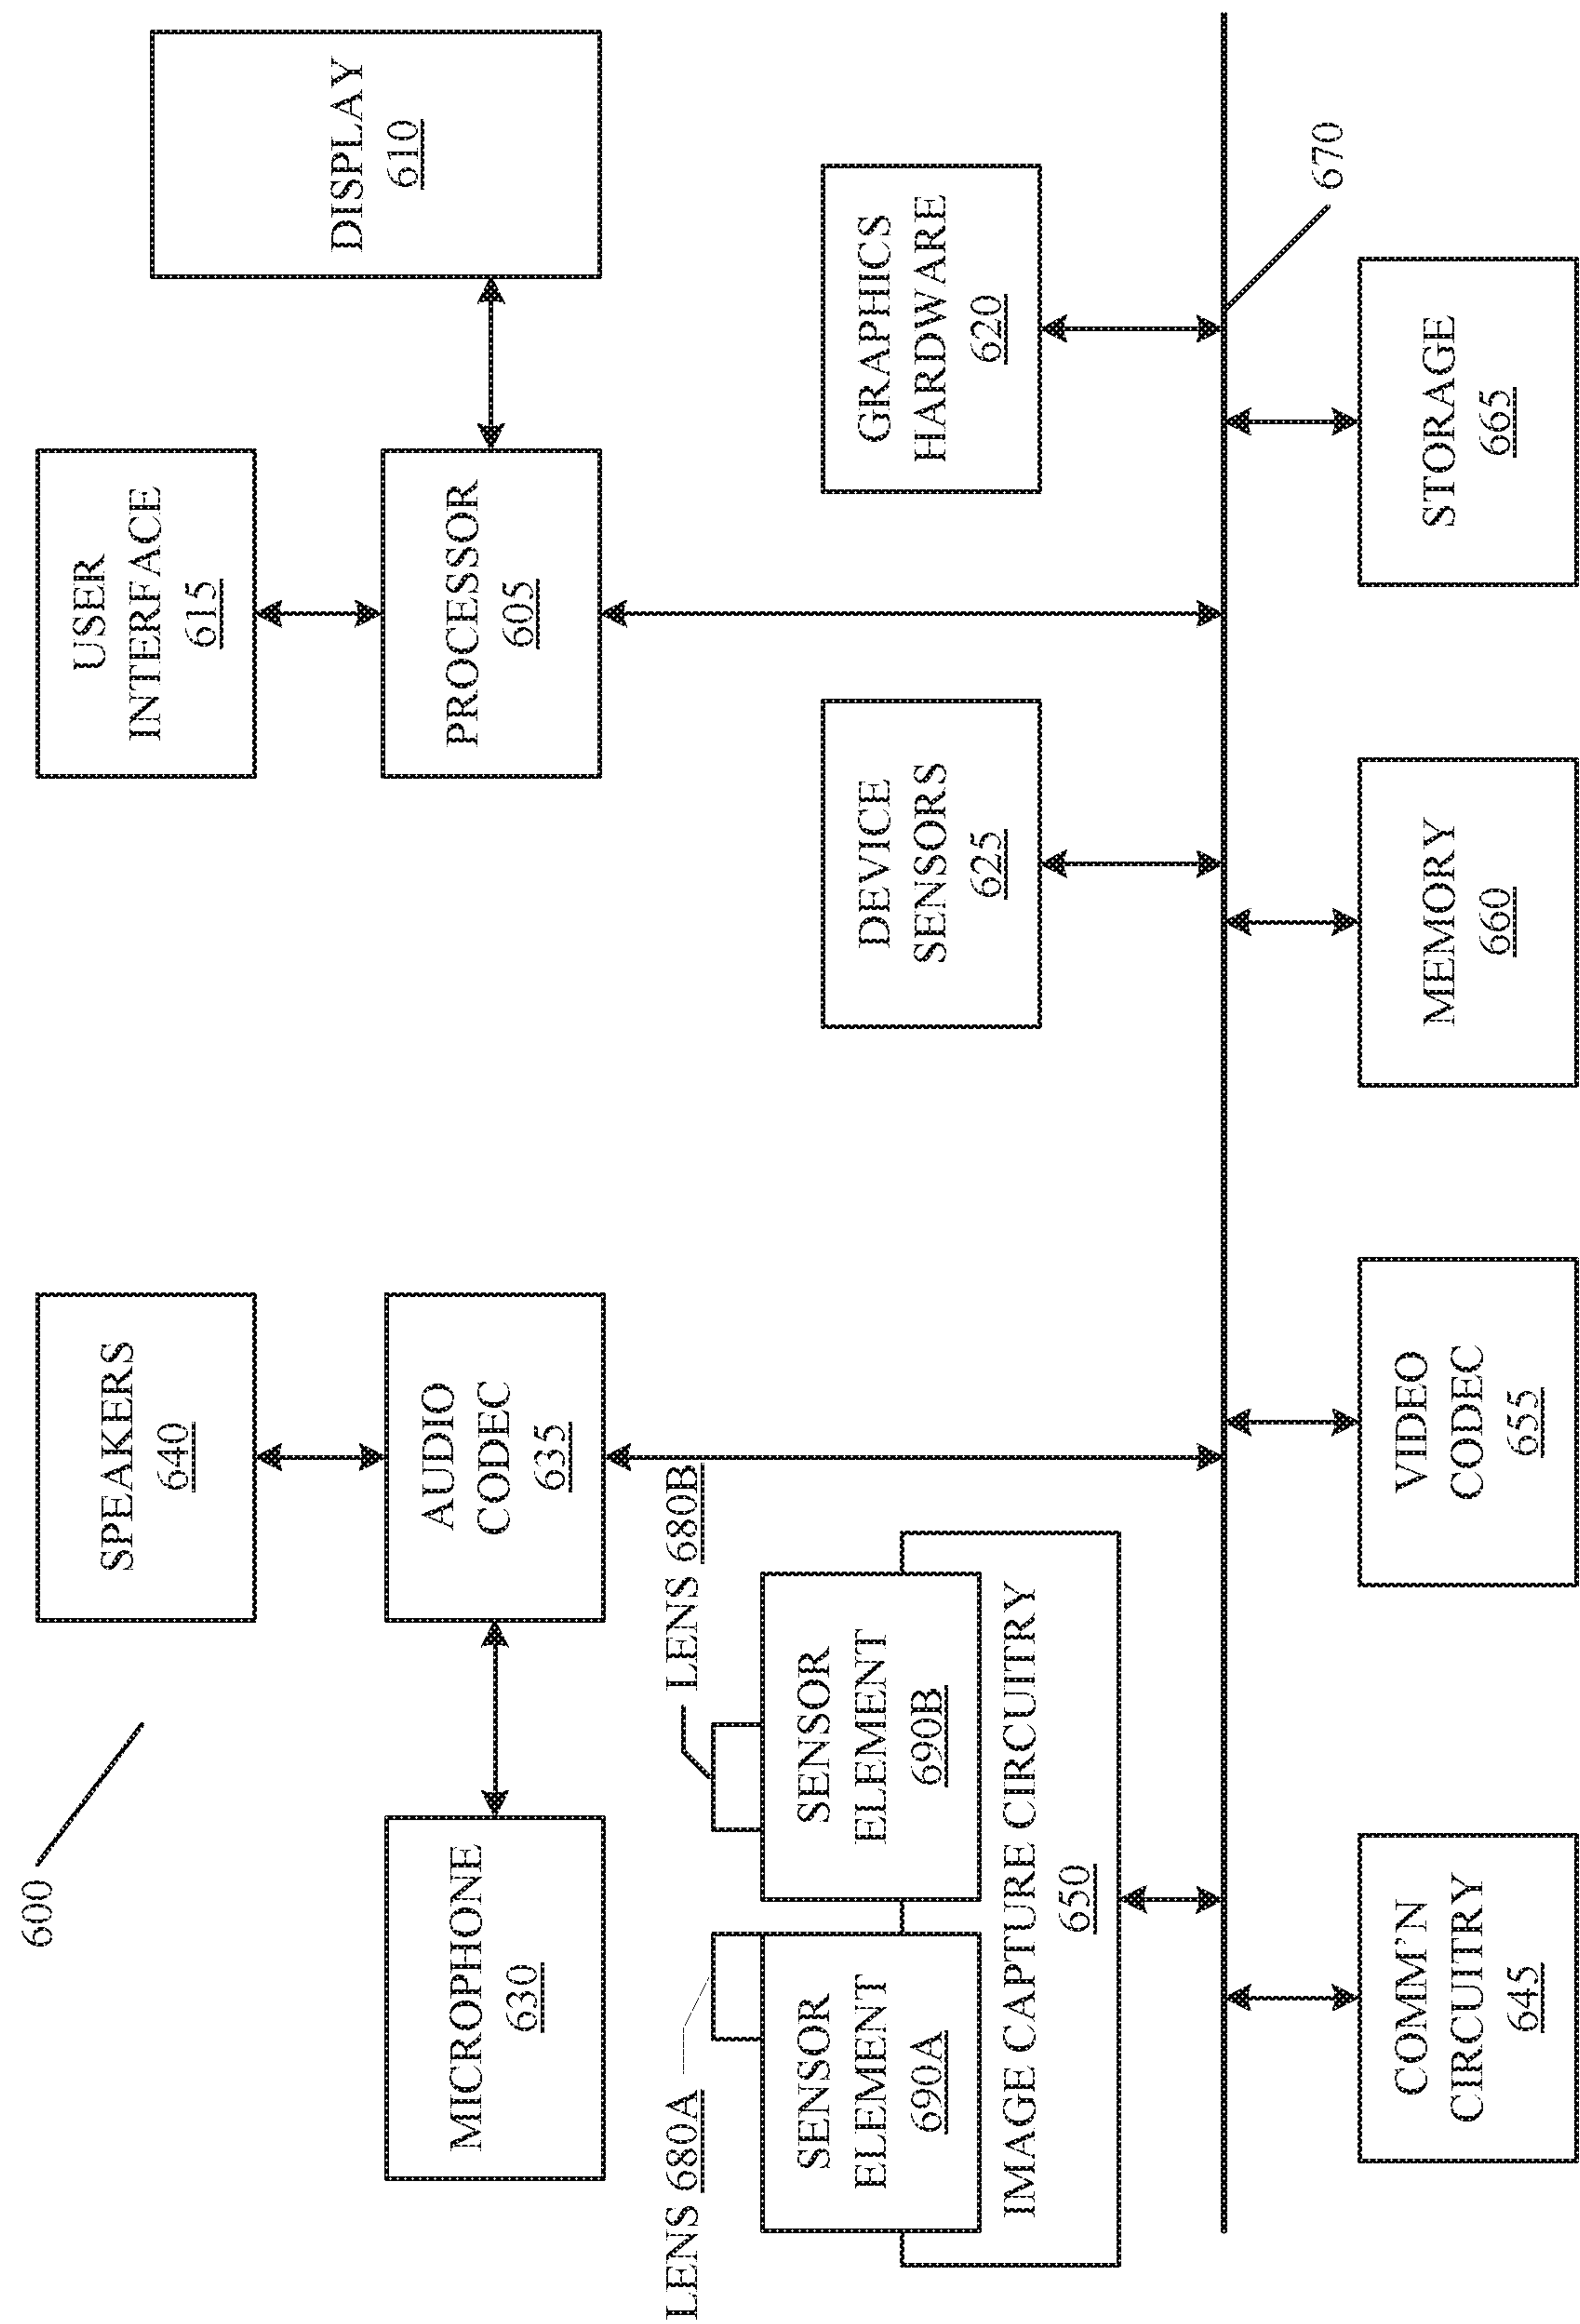 600
SPEAKERS
640
USER
INTERFACE
615
DISPLAY
610
MICROPHONE
630
AUDIO
CODEC
635
PROCESSOR
605
LENS 680A
LENS 680B
SENSOR
ELEMENT
690A
SENSOR
ELEMENT
690B
IMAGE CAPTURE CIRCUITRY
650
DEVICE
SENSORS
625
GRAPHICS
HARDWARE
620
670
COMM'N
CIRCUITRY
645
VIDEO
CODEC
655
MEMORY
660
STORAGE
665